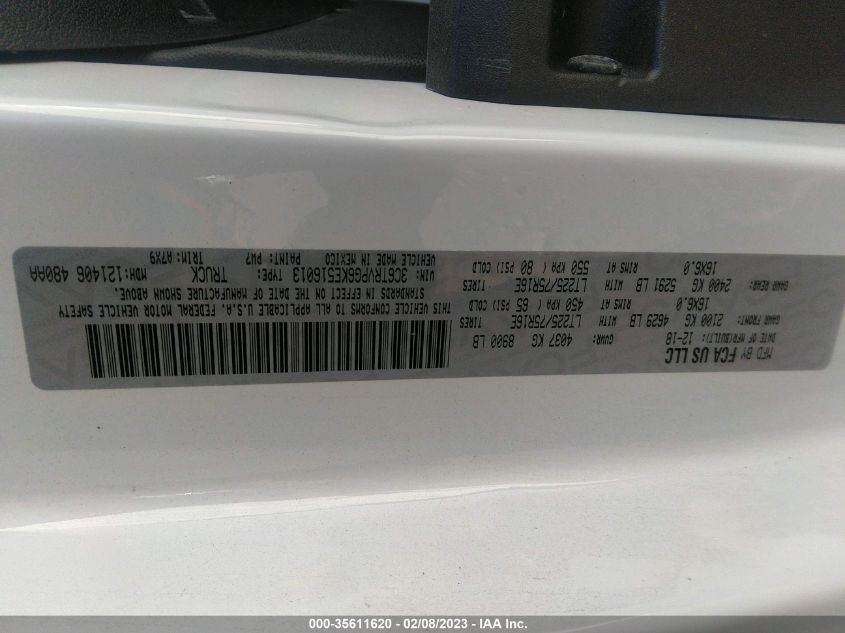 MFD BY FCA US LLC
DATE OF MFR(BUILT): 12-18
GVWR: 4037 KG 8900 LB
GAWR FRONT: 2100 KG 4629 LB WITH LT225/75R16E TIRES
16X6.0 RIMS AT 450 KPA ( 65 PSI) COLD
GAWR REAR: 2400 KG 5291 LB WITH LT225/75R16E TIRES
16X6.0 RIMS AT 550 KPA ( 80 PSI) COLD
THIS VEHICLE CONFORMS TO ALL APPLICABLE U.S.A. FEDERAL MOTOR VEHICLE SAFETY
STANDARDS IN EFFECT ON THE DATE OF MANUFACTURE SHOWN ABOVE.
VIN: 3C6TRVPG6KE516013 TYPE: TRUCK MDH: 121406 480AA
VEHICLE MADE IN MEXICO PAINT: PW7 TRIM: A7X9
000-35611620 - 02/08/2023 - IAA Inc.